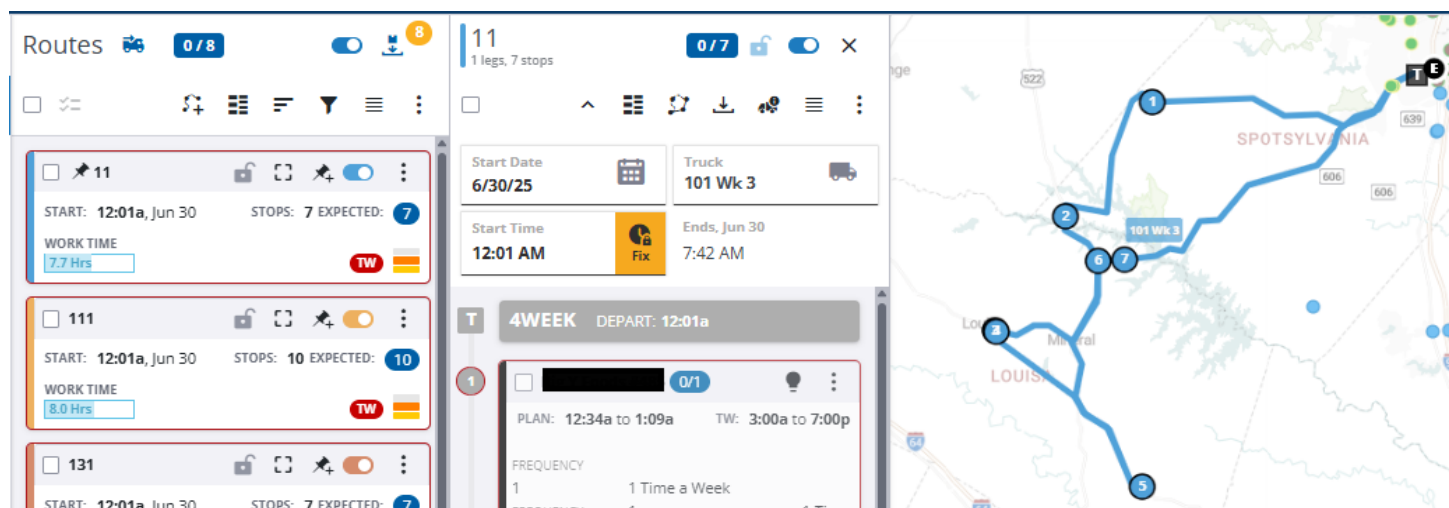 Routes 0/8 8
11
START: 12:01a, Jun 30 STOPS: 7 EXPECTED: 7
WORK TIME
7.7 Hrs TW
111
START: 12:01a, Jun 30 STOPS: 10 EXPECTED: 10
WORK TIME
8.0 Hrs TW
131
START: 12:01a, Jun 30 STOPS: 7 EXPECTED: 7
11 0/7
1 legs, 7 stops
Start Date
6/30/25
Truck
101 Wk 3
Start Time
12:01 AM
Fix
Ends, Jun 30
7:42 AM
T 4WEEK DEPART: 12:01a
1 0/1
PLAN: 12:34a to 1:09a TW: 3:00a to 7:00p
FREQUENCY
1 1 Time a Week
FREQUENCY
nge
522
T E
1
639
SPOTSYLVANIA
606
606
2
101 Wk 3
6 7
Mineral
LOUISA
64
5
64